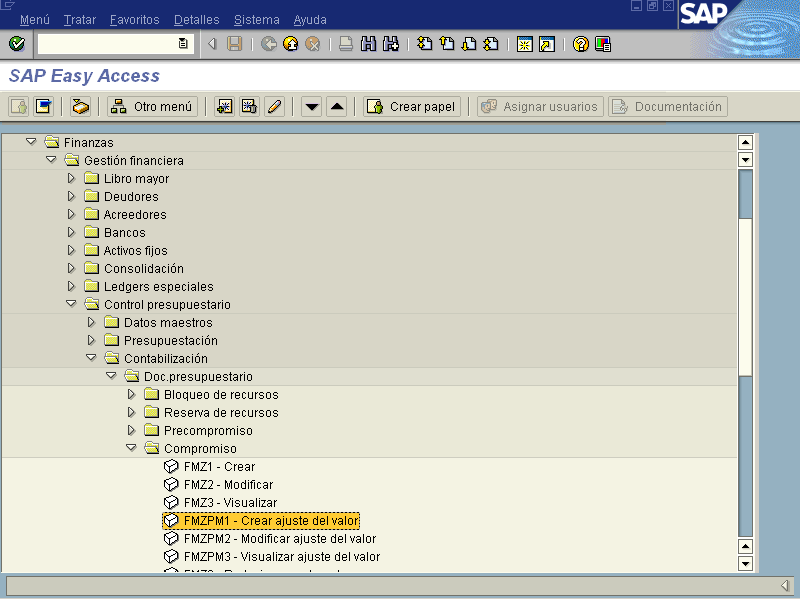 Menú Tratar Favoritos Detalles Sistema Ayuda
SAP
SAP Easy Access
Otro menú Crear papel Asignar usuarios Documentación
Finanzas
Gestión financiera
Libro mayor
Deudores
Acreedores
Bancos
Activos fijos
Consolidación
Ledgers especiales
Control presupuestario
Datos maestros
Presupuestación
Contabilización
Doc.presupuestario
Bloqueo de recursos
Reserva de recursos
Precompromiso
Compromiso
FMZ1 - Crear
FMZ2 - Modificar
FMZ3 - Visualizar
FMZPM1 - Crear ajuste del valor
FMZPM2 - Modificar ajuste del valor
FMZPM3 - Visualizar ajuste del valor